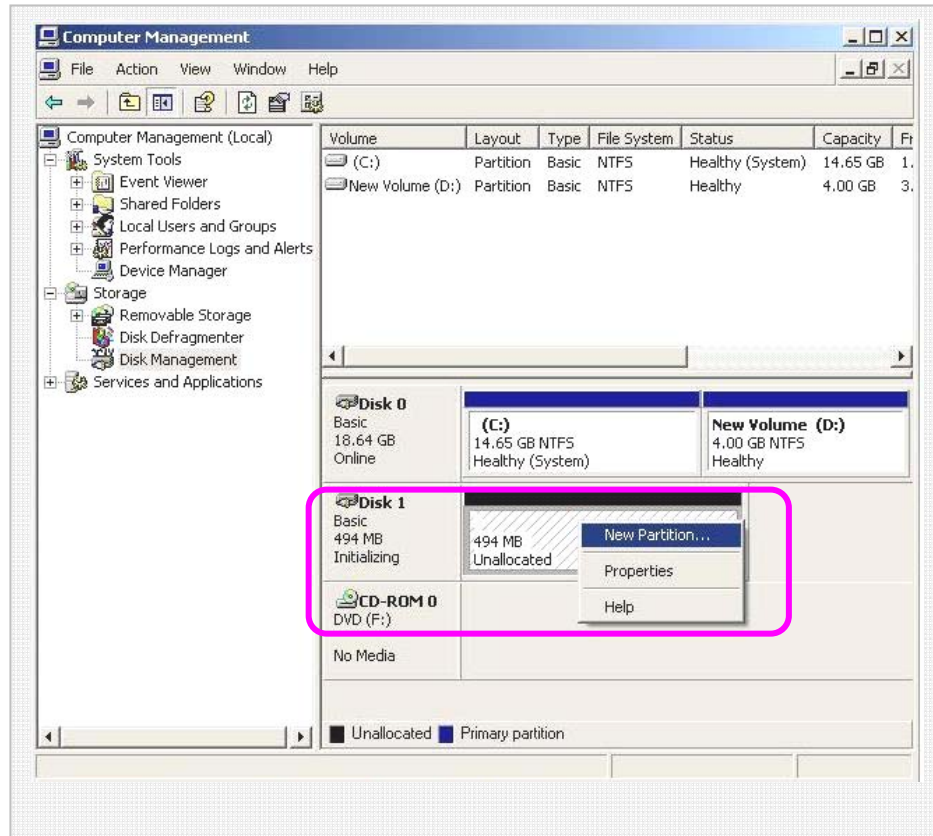 Computer Management
File Action View Window Help
Computer Management (Local)
System Tools
Event Viewer
Shared Folders
Local Users and Groups
Performance Logs and Alerts
Device Manager
Storage
Removable Storage
Disk Defragmenter
Disk Management
Services and Applications
Volume Layout Type File System Status Capacity Fr
(C:) Partition Basic NTFS Healthy (System) 14.65 GB 1.
New Volume (D:) Partition Basic NTFS Healthy 4.00 GB 3.
Disk 0
Basic
18.64 GB
Online
(C:)
14.65 GB NTFS
Healthy (System)
New Volume (D:)
4.00 GB NTFS
Healthy
Disk 1
Basic
494 MB
Initializing
494 MB
Unallocated
New Partition...
Properties
Help
CD-ROM 0
DVD (F:)
No Media
Unallocated Primary partition